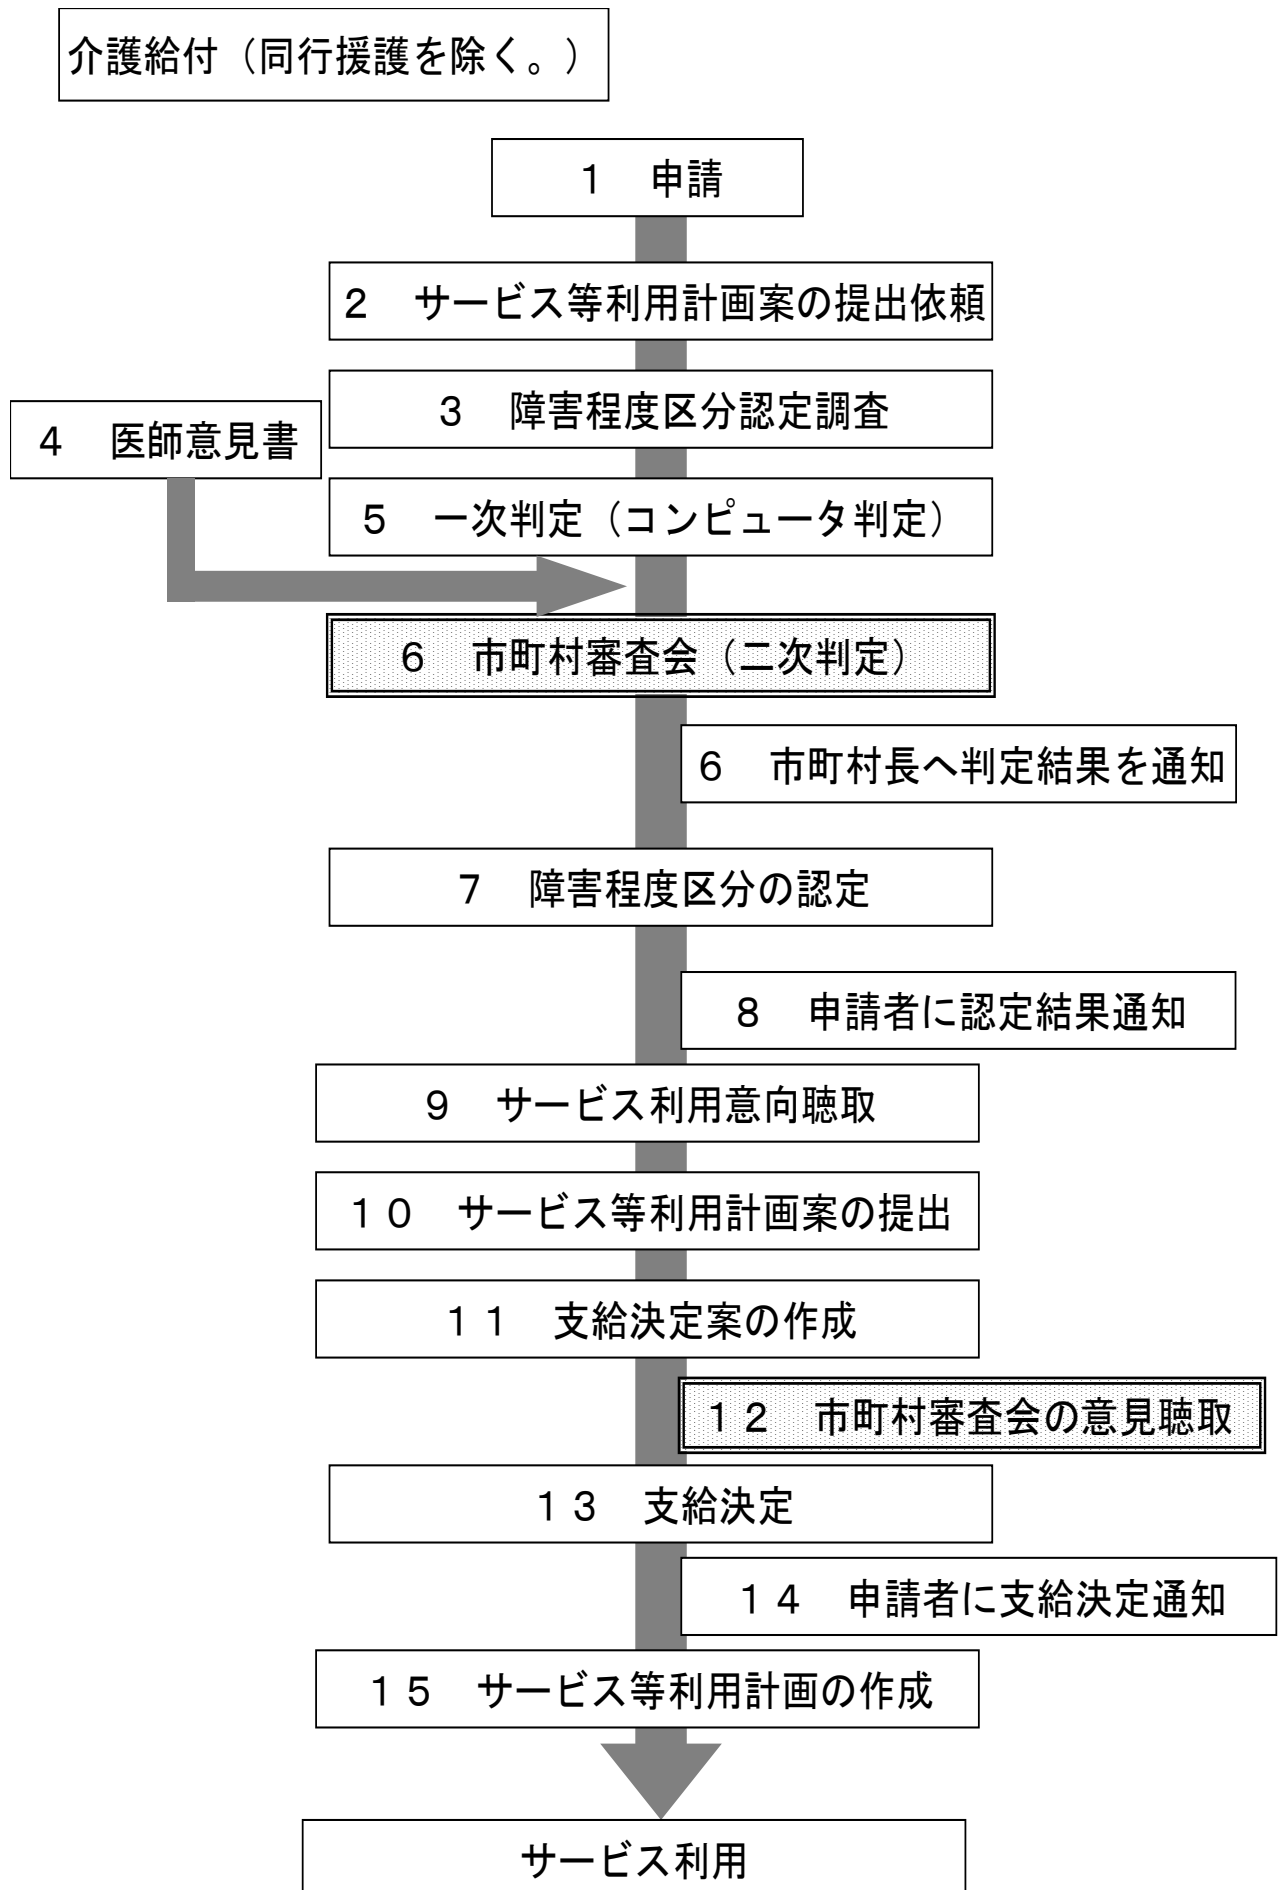 介護給付（同行援護を除く。）
１　申請
２　サービス等利用計画案の提出依頼
３　障害程度区分認定調査
４　医師意見書
５　一次判定（コンピュータ判定）
６　市町村審査会（二次判定）
６　市町村長へ判定結果を通知
７　障害程度区分の認定
８　申請者に認定結果通知
９　サービス利用意向聴取
１０　サービス等利用計画案の提出
１１　支給決定案の作成
１２　市町村審査会の意見聴取
１３　支給決定
１４　申請者に支給決定通知
１５　サービス等利用計画の作成
サービス利用